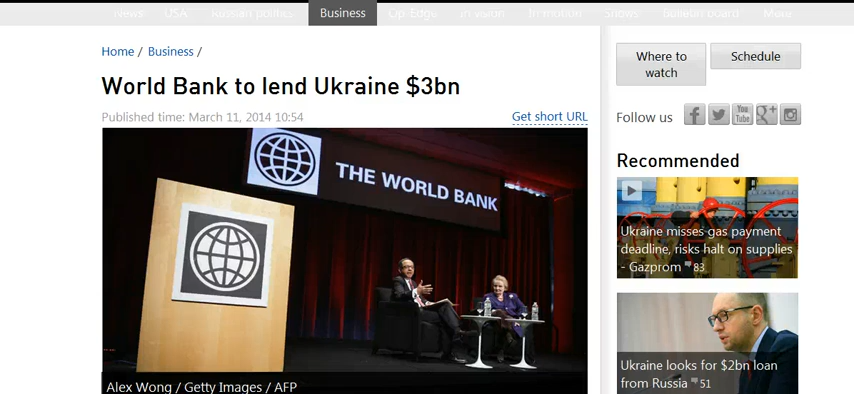 News USA Russian politics Business Op-Edge In vision In motion Shows Bulletin board More
Home / Business /
World Bank to lend Ukraine $3bn
Published time: March 11, 2014 10:54
Get short URL
THE WORLD BANK
Alex Wong / Getty Images / AFP
Where to
watch
Schedule
Follow us
You
Tube
Recommended
Ukraine misses gas payment
deadline, risks halt on supplies
- Gazprom 83
Ukraine looks for $2bn loan
from Russia 51